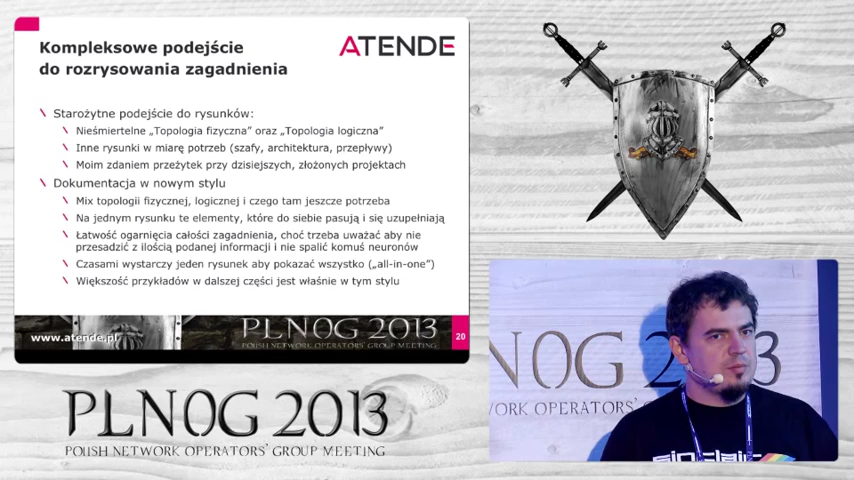 Kompleksowe podejście
do rozrysowania zagadnienia
ATENDE
\ Starożytne podejście do rysunków:
\ Nieśmiertelne „Topologia fizyczna” oraz „Topologia logiczna”
\ Inne rysunki w miarę potrzeb (szafy, architektura, przepływy)
\ Moim zdaniem przeżytek przy dzisiejszych, złożonych projektach
\ Dokumentacja w nowym stylu
\ Mix topologii fizycznej, logicznej i czego tam jeszcze potrzeba
\ Na jednym rysunku te elementy, które do siebie pasują i się uzupełniają
\ Łatwość ogarnięcia całości zagadnienia, choć trzeba uważać aby nie
przesadzić z ilością podanej informacji i nie spalić komuś neuronów
\ Czasami wystarczy jeden rysunek aby pokazać wszystko („all-in-one”)
\ Większość przykładów w dalszej części jest właśnie w tym stylu
www.atende.pl
PLNOG 2013
POLISH NETWORK OPERATORS' GROUP MEETING
20
PLNOG 2013
POLISH NETWORK OPERATORS' GROUP MEETING
NOG 2013
WORK OPERATORS' G
sinclair